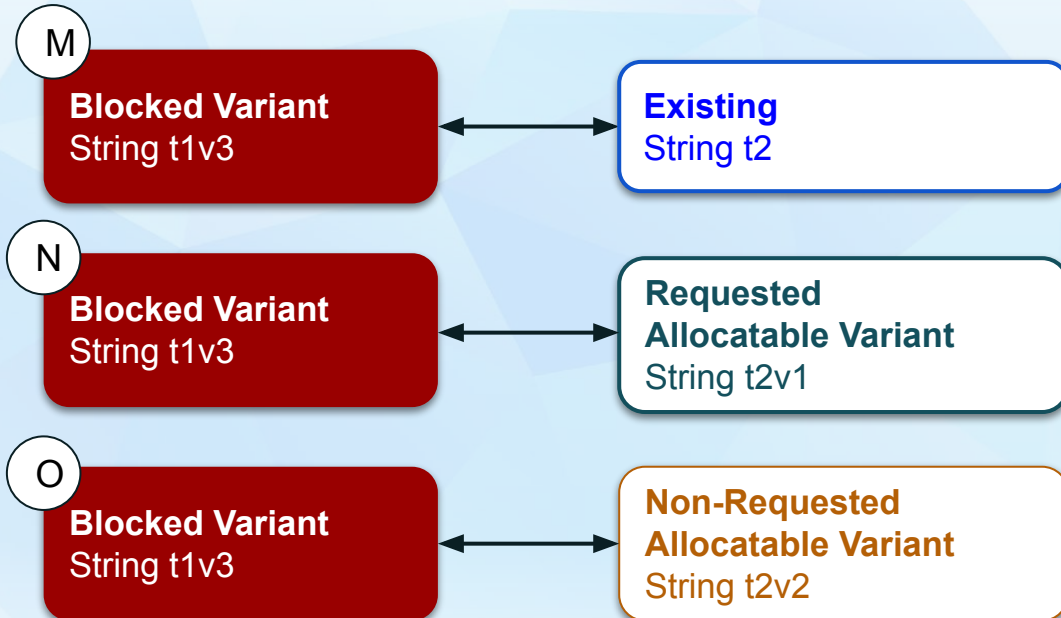 M
Blocked Variant
String t1v3
Existing
String t2
N
Blocked Variant
String t1v3
Requested
Allocatable Variant
String t2v1
O
Blocked Variant
String t1v3
Non-Requested
Allocatable Variant
String t2v2